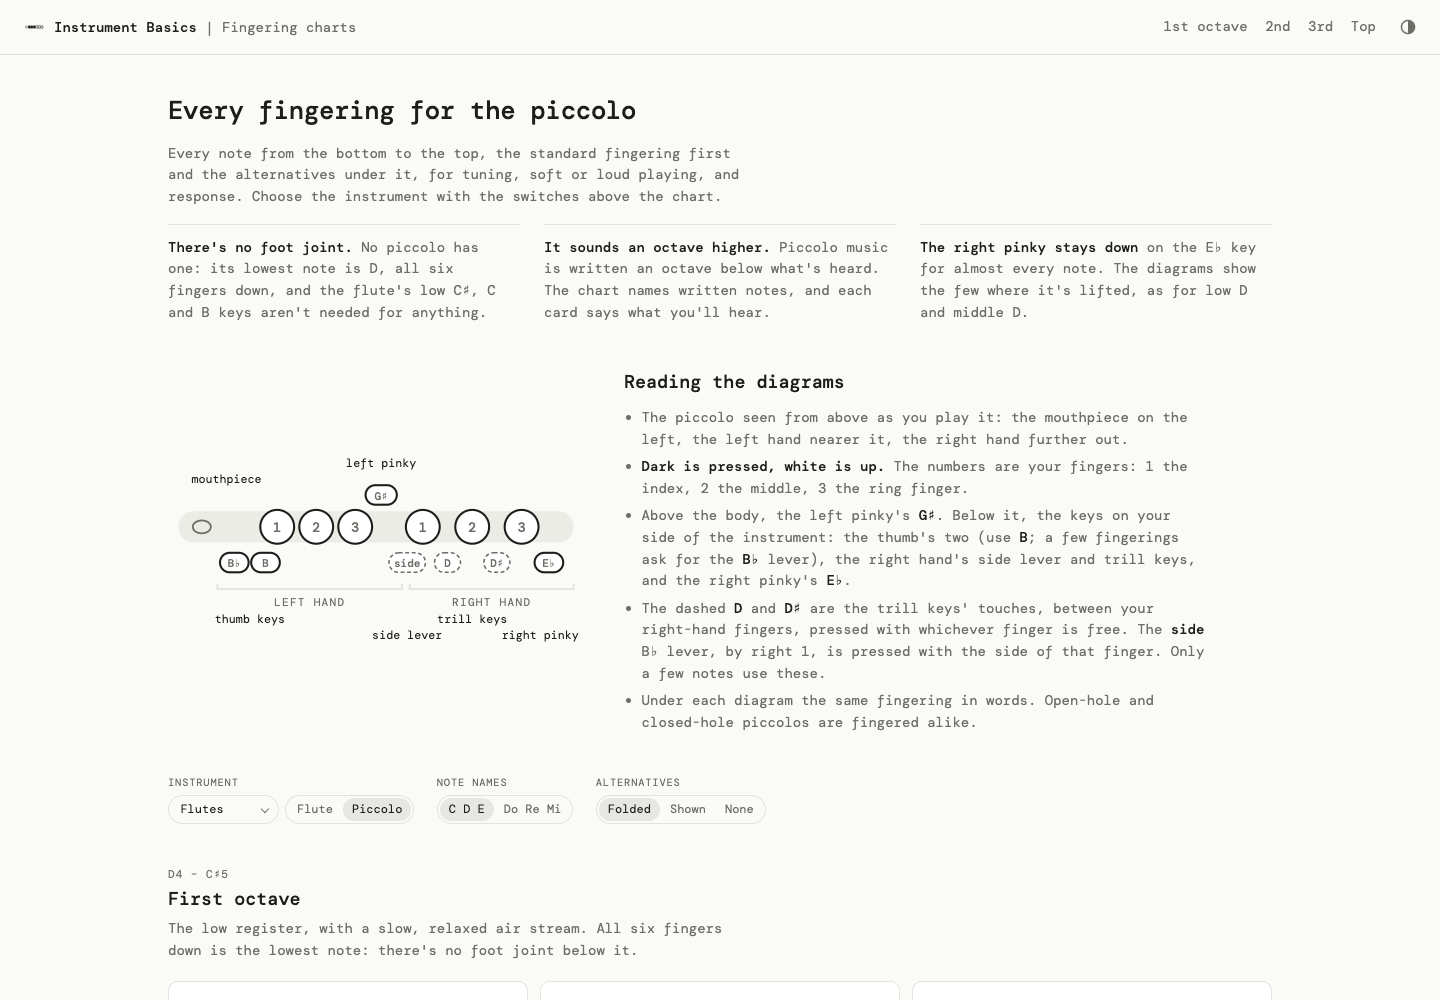 Instrument Basics | Fingering charts
1st octave 2nd 3rd Top
Every fingering for the piccolo
Every note from the bottom to the top, the standard fingering first
and the alternatives under it, for tuning, soft or loud playing, and
response. Choose the instrument with the switches above the chart.
There's no foot joint. No piccolo has
one: its lowest note is D, all six
fingers down, and the flute's low C♯, C
and B keys aren't needed for anything.
It sounds an octave higher. Piccolo music
is written an octave below what's heard.
The chart names written notes, and each
card says what you'll hear.
The right pinky stays down on the E♭ key
for almost every note. The diagrams show
the few where it's lifted, as for low D
and middle D.
left pinky
mouthpiece
G♯
1 2 3 1 2 3
B♭ B side D D♯ E♭
LEFT HAND RIGHT HAND
thumb keys trill keys
side lever right pinky
Reading the diagrams
• The piccolo seen from above as you play it: the mouthpiece on the
left, the left hand nearer it, the right hand further out.
• Dark is pressed, white is up. The numbers are your fingers: 1 the
index, 2 the middle, 3 the ring finger.
• Above the body, the left pinky's G♯. Below it, the keys on your
side of the instrument: the thumb's two (use B; a few fingerings
ask for the B♭ lever), the right hand's side lever and trill keys,
and the right pinky's E♭.
• The dashed D and D♯ are the trill keys' touches, between your
right-hand fingers, pressed with whichever finger is free. The side
B♭ lever, by right 1, is pressed with the side of that finger. Only
a few notes use these.
• Under each diagram the same fingering in words. Open-hole and
closed-hole piccolos are fingered alike.
INSTRUMENT NOTE NAMES ALTERNATIVES
Flutes Flute Piccolo C D E Do Re Mi Folded Shown None
D4 – C♯5
First octave
The low register, with a slow, relaxed air stream. All six fingers
down is the lowest note: there's no foot joint below it.